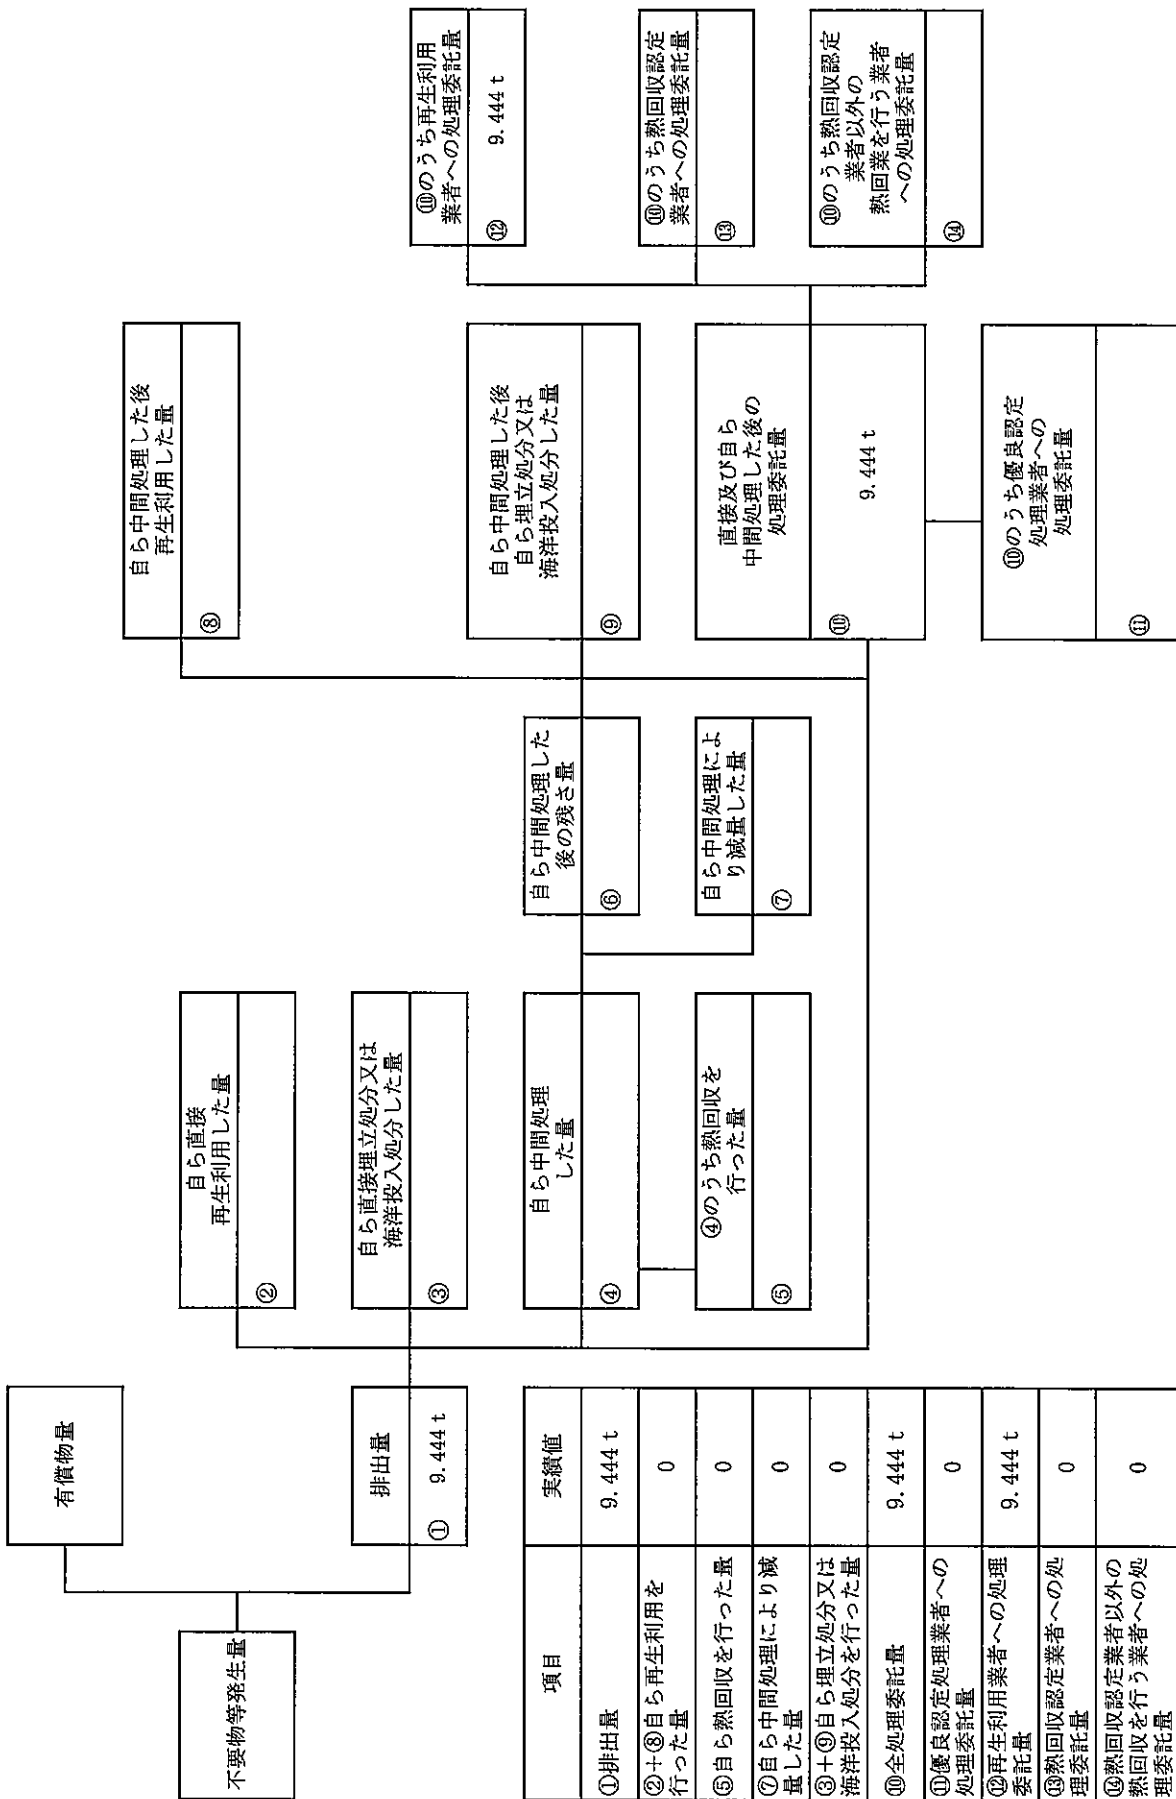 有償物量
不要物等発生量
排出量
① 9.444 t
自ら直接
再生利用した量
②
自ら直接埋立処分又は
海洋投入処分した量
③
自ら中間処理
した量
④
④のうち熱回収を
行った量
⑤
自ら中間処理した
後の残さ量
⑥
自ら中間処理によ
り減量した量
⑦
自ら中間処理した後
再生利用した量
⑧
自ら中間処理した後
自ら埋立処分又は
海洋投入処分した量
⑨
直接及び自ら
中間処理した後の
処理委託量
⑩ 9.444 t
⑩のうち優良認定
処理業者への
処理委託量
⑪
⑩のうち再生利用
業者への処理委託量
⑫ 9.444 t
⑩のうち熱回収認定
業者への処理委託量
⑬
⑩のうち熱回収認定
業者以外の
熱回業を行う業者
への処理委託量
⑭
項目 実績値
①排出量 9.444 t
②+⑧自ら再生利用を
行った量 0
⑤自ら熱回収を行った量 0
⑦自ら中間処理により減
量した量 0
③+⑨自ら埋立処分又は
海洋投入処分を行った量 0
⑩全処理委託量 9.444 t
⑪優良認定処理業者への
処理委託量 0
⑫再生利用業者への処理
委託量 9.444 t
⑬熱回収認定業者への処
理委託量 0
⑭熱回収認定業者以外の
熱回収を行う業者への処
理委託量 0